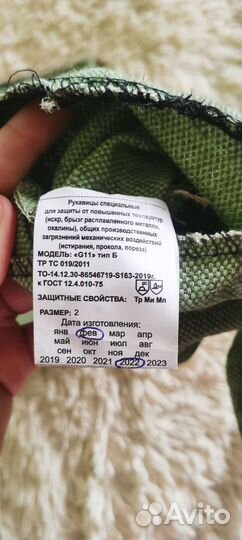 Рукавицы специальные
для защиты от повышенных температур
(искр, брызг расплавленного металла,
окалины), общих производственных
загрязнений механических воздействий
(истирания, прокола, пореза)
МОДЕЛЬ: «G11» тип Б
ТР ТС 019/2011
ТО-14.12.30-86546719-S163-2019г.
к ГОСТ 12.4.010-75
ЗАЩИТНЫЕ СВОЙСТВА: Тр Ми Мп
РАЗМЕР: 2
Дата изготовления:
янв фев мар апр
май июн июл авг
сен окт ноя дек
2019 2020 2021 2022 2023
Avito